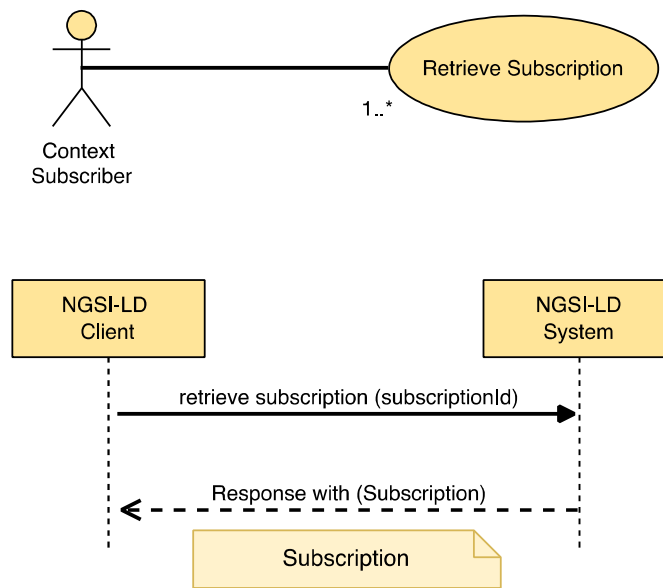 Retrieve Subscription
1..*
Context
Subscriber
NGSI-LD
Client
NGSI-LD
System
retrieve subscription (subscriptionId)
Response with (Subscription)
Subscription